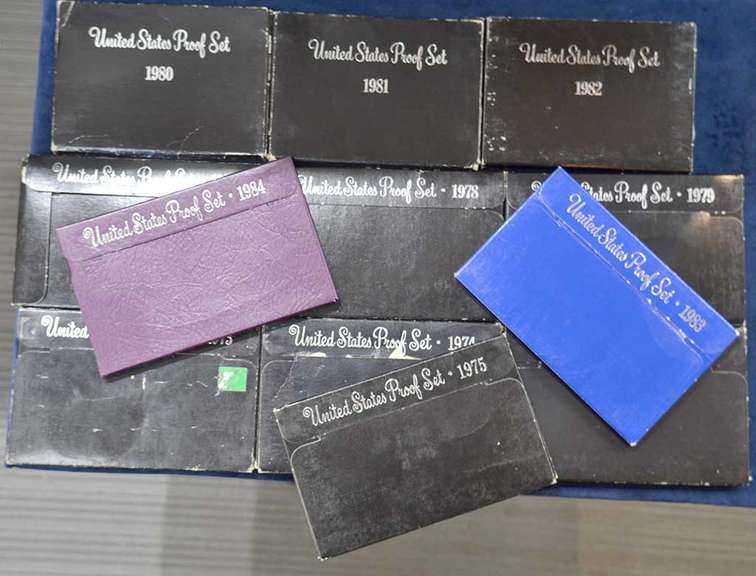 United States Proof Set
1980
United States Proof Set
1981
United States Proof Set
1982
United States
United States Proof Set • 1984
United States Proof Set • 1978
States Proof Set • 1979
United States Proof Set • 1983
United
United States Proof Set • 1974
United States Proof Set • 1975